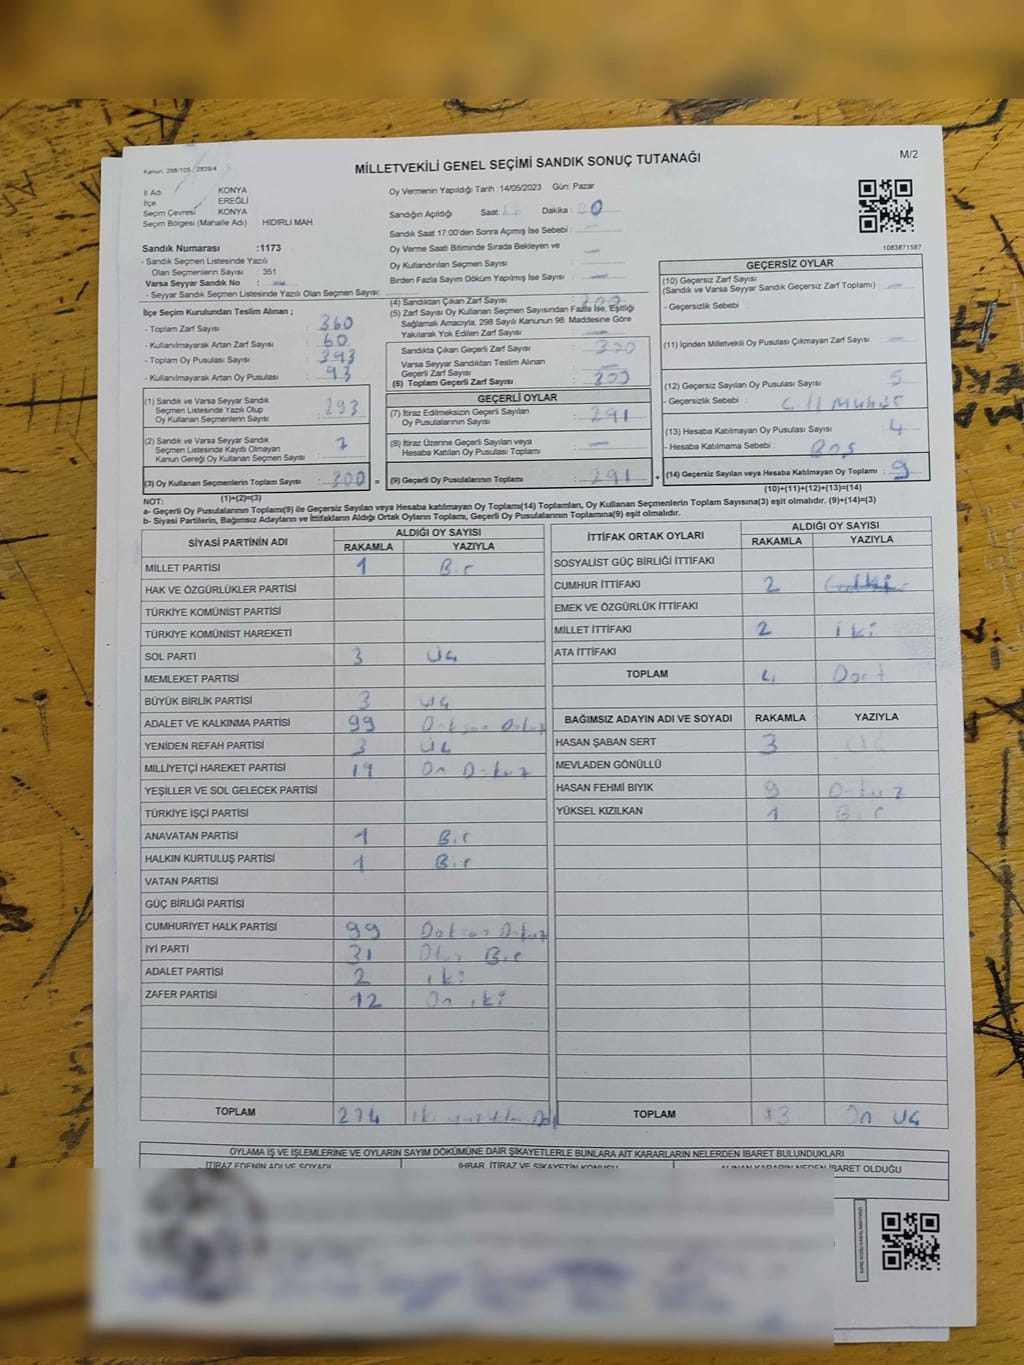 MİLLETVEKİLİ GENEL SEÇİMİ SANDIK SONUÇ TUTANAĞI
M/2
Kanun: 298/105, 2839/4
İl Adı KONYA
İlçe EREĞLİ
Seçim Çevresi KONYA
Seçim Bölgesi (Mahalle Adı) HIDIRLI MAH.
Oy Vermenin Yapıldığı Tarih :14/05/2023 Gün: Pazar
Sandığın Açıldığı Saat: Dakika :
Sandık Saat 17:00'den Sonra Açımış İse Sebebi :
Oy Verme Saati Bitiminde Sırada Bekleyen ve
Oy Kullandırılan Seçmen Sayısı :
Birden Fazla Sayım Döküm Yapılmış İse Sayısı :
1083871587
Sandık Numarası :1173
- Sandık Seçmen Listesinde Yazılı
Olan Seçmenlerin Sayısı : 351
Varsa Seyyar Sandık No :
- Seyyar Sandık Seçmen Listesinde Yazılı Olan Seçmen Sayısı:
İlçe Seçim Kurulundan Teslim Alınan ;
- Toplam Zarf Sayısı : 360
- Kullanılmayarak Artan Zarf Sayısı : 60
- Toplam Oy Pusulası Sayısı : 393
- Kullanılmayarak Artan Oy Pusulası : 93
(1) Sandık ve Varsa Seyyar Sandık
Seçmen Listesinde Yazılı Olup
Oy Kullanan Seçmenlerin Sayısı : 293
(2) Sandık ve Varsa Seyyar Sandık
Seçmen Listesinde Kayıtlı Olmayan
Kanun Gereği Oy Kullanan Seçmen Sayısı : 7
(3) Oy Kullanan Seçmenlerin Toplam Sayısı : 300 =
(1)+(2)=(3)
(4) Sandıktan Çıkan Zarf Sayısı : 300
(5) Zarf Sayısı Oy Kullanan Seçmen Sayısından Fazla İse, Eşitliği
Sağlamak Amacıyla, 298 Sayılı Kanunun 98. Maddesine Göre
Yakılarak Yok Edilen Zarf Sayısı :
Sandıkta Çıkan Geçerli Zarf Sayısı : 300
Varsa Seyyar Sandıktan Teslim Alınan
Geçerli Zarf Sayısı :
(6) Toplam Geçerli Zarf Sayısı : 300
GEÇERLİ OYLAR
(7) İtiraz Edilmeksizin Geçerli Sayılan
Oy Pusulalarının Sayısı : 291
(8) İtiraz Üzerine Geçerli Sayılan veya
Hesaba Katılan Oy Pusulası Toplamı :
(9) Geçerli Oy Pusulalarının Toplamı : 291 +
GEÇERSİZ OYLAR
(10) Geçersiz Zarf Sayısı
(Sandık ve Varsa Seyyar Sandık Geçersiz Zarf Toplamı) :
- Geçersizlik Sebebi :
(11) İçinden Milletvekili Oy Pusulası Çıkmayan Zarf Sayısı :
(12) Geçersiz Sayılan Oy Pusulası Sayısı : 5
- Geçersizlik Sebebi :
(13) Hesaba Katılmayan Oy Pusulası Sayısı : 4
- Hesaba Katılmama Sebebi : Boş
(14) Geçersiz Sayılan veya Hesaba Katılmayan Oy Toplamı : 9
(10)+(11)+(12)+(13)=(14)
NOT:
a- Geçerli Oy Pusulalarının Toplamı(9) ile Geçersiz Sayılan veya Hesaba katılmayan Oy Toplamı(14) Toplamları, Oy Kullanan Seçmenlerin Toplam Sayısına(3) eşit olmalıdır. (9)+(14)=(3)
b- Siyasi Partilerin, Bağımsız Adayların ve İttifakların Aldığı Ortak Oyların Toplamı, Geçerli Oy Pusulalarının Toplamına(9) eşit olmalıdır.
SİYASİ PARTİNİN ADI ALDIĞI OY SAYISI
RAKAMLA YAZIYLA
MİLLET PARTİSİ 1 Bir
HAK VE ÖZGÜRLÜKLER PARTİSİ
TÜRKİYE KOMÜNİST PARTİSİ
TÜRKİYE KOMÜNİST HAREKETİ
SOL PARTİ 3 Üç
MEMLEKET PARTİSİ
BÜYÜK BİRLİK PARTİSİ 3 Üç
ADALET VE KALKINMA PARTİSİ 99 Doksan Dokuz
YENİDEN REFAH PARTİSİ 3 Üç
MİLLİYETÇİ HAREKET PARTİSİ 19 On Dokuz
YEŞİLLER VE SOL GELECEK PARTİSİ
TÜRKİYE İŞÇİ PARTİSİ
ANAVATAN PARTİSİ 1 Bir
HALKIN KURTULUŞ PARTİSİ 1 Bir
VATAN PARTİSİ
GÜÇ BİRLİĞİ PARTİSİ
CUMHURİYET HALK PARTİSİ 99 Doksan Dokuz
İYİ PARTİ 31 Otuz Bir
ADALET PARTİSİ 2 iki
ZAFER PARTİSİ 12 On iki
TOPLAM 274
İTTİFAK ORTAK OYLARI ALDIĞI OY SAYISI
RAKAMLA YAZIYLA
SOSYALİST GÜÇ BİRLİĞİ İTTİFAKI
CUMHUR İTTİFAKI 2
EMEK VE ÖZGÜRLÜK İTTİFAKI
MİLLET İTTİFAKI 2 iki
ATA İTTİFAKI
TOPLAM 4 Dört
BAĞIMSIZ ADAYIN ADI VE SOYADI RAKAMLA YAZIYLA
HASAN ŞABAN SERT 3 Üç
MEVLADEN GÖNÜLLÜ
HASAN FEHMİ BIYIK 9 Dokuz
YÜKSEL KIZILKAN 1 Bir
TOPLAM 13 On Üç
OYLAMA İŞ VE İŞLEMLERİNE VE OYLARIN SAYIM DÖKÜMÜNE DAİR ŞİKAYETLERLE BUNLARA AİT KARARLARIN NELERDEN İBARET BULUNDUKLARI
İTİRAZ EDENİN ADI VE SOYADI İHBAR, İTİRAZ VE ŞİKAYETİN KONUSU ALINAN KARARIN NEDEN İBARET OLDUĞU